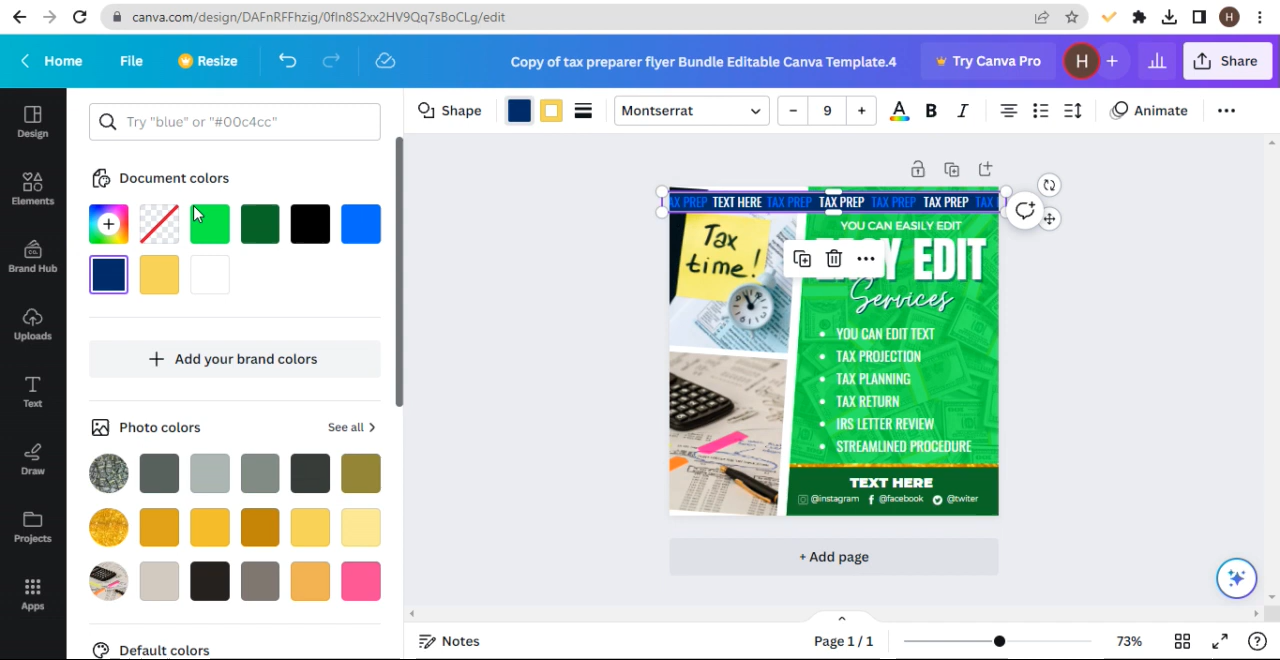 canva.com/design/DAFnRFFhzig/0fln8S2xx2HV9Qq7sBoCLg/edit
H
Home
File
Resize
Copy of tax preparer flyer Bundle Editable Canva Template.4
Try Canva Pro
H
Share
Design
Elements
Brand Hub
Uploads
Text
Draw
Projects
Apps
Try "blue" or "#00c4cc"
Document colors
Add your brand colors
Photo colors
See all
Default colors
Shape
Montserrat
9
A
B
I
Animate
AX PREP TEXT HERE TAX PREP TAX PREP TAX PREP TAX PREP TAX
Tax
time!
YOU CAN EASILY EDIT
EDIT
Services
YOU CAN EDIT TEXT
TAX PROJECTION
TAX PLANNING
TAX RETURN
IRS LETTER REVIEW
STREAMLINED PROCEDURE
TEXT HERE
@instagram
@facebook
@twiter
+ Add page
Notes
Page 1 / 1
73%